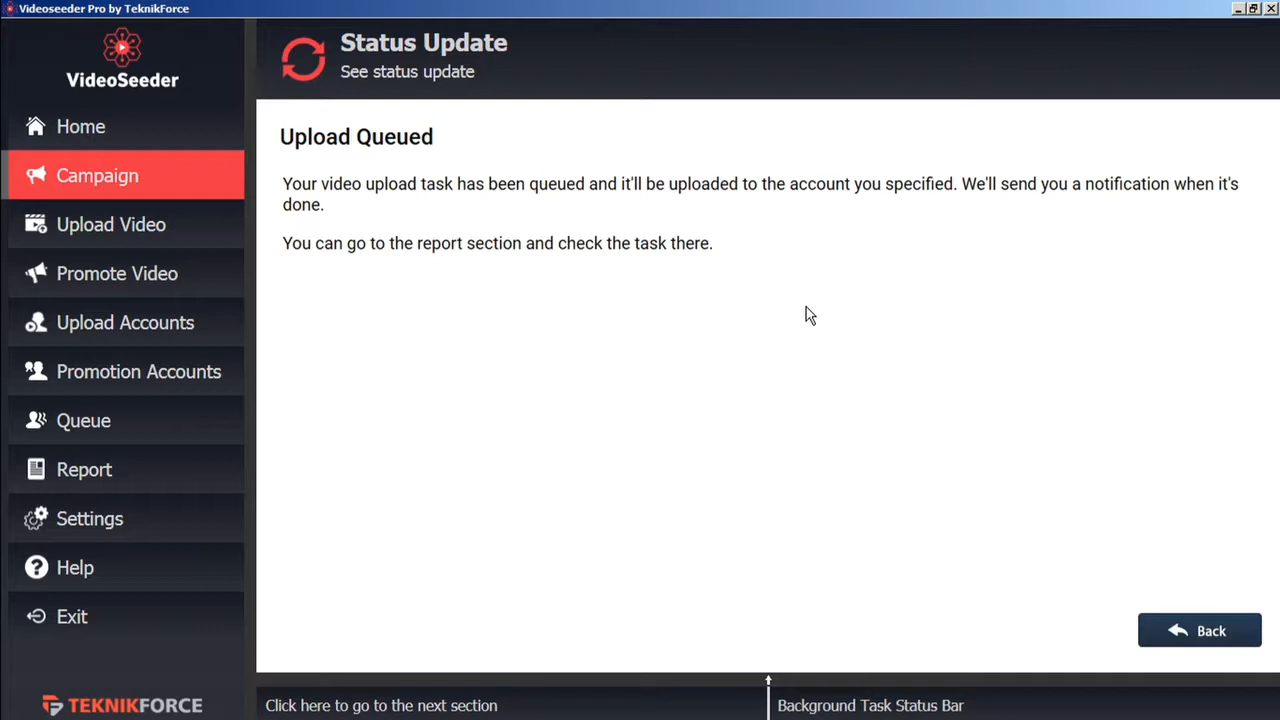 Videoseeder Pro by TeknikForce
VideoSeeder
Home
Campaign
Upload Video
Promote Video
Upload Accounts
Promotion Accounts
Queue
Report
Settings
Help
Exit
TEKNIKFORCE
Status Update
See status update
Upload Queued
Your video upload task has been queued and it'll be uploaded to the account you specified. We'll send you a notification when it's
done.
You can go to the report section and check the task there.
Back
Click here to go to the next section
Background Task Status Bar